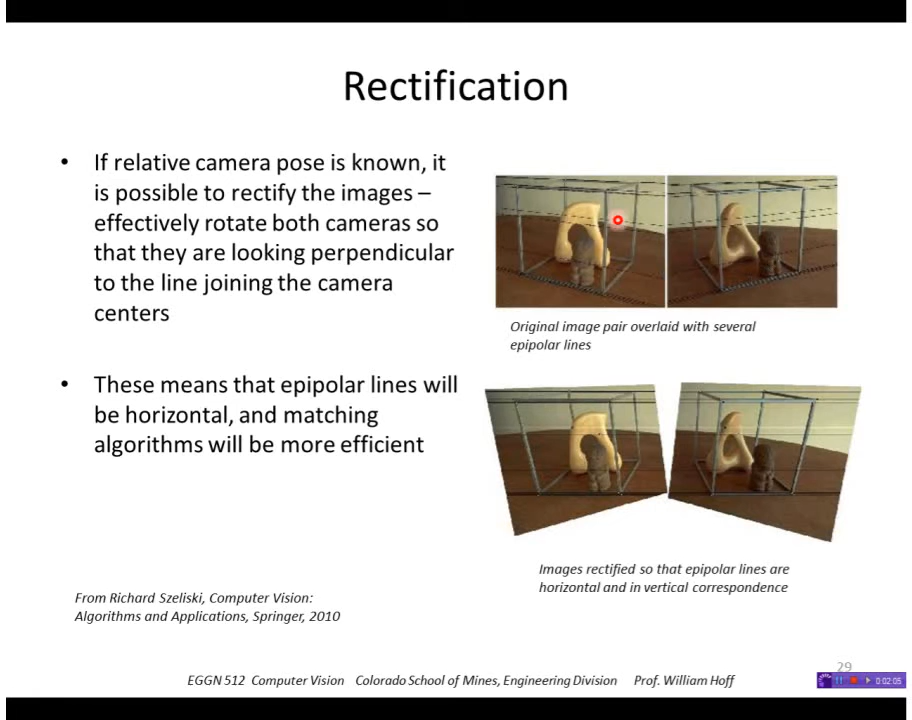 Rectification
• If relative camera pose is known, it
is possible to rectify the images –
effectively rotate both cameras so
that they are looking perpendicular
to the line joining the camera
centers
• These means that epipolar lines will
be horizontal, and matching
algorithms will be more efficient
Original image pair overlaid with several
epipolar lines
Images rectified so that epipolar lines are
horizontal and in vertical correspondence
From Richard Szeliski, Computer Vision:
Algorithms and Applications, Springer, 2010
29
EGGN 512 Computer Vision Colorado School of Mines, Engineering Division Prof. William Hoff
0:02:05